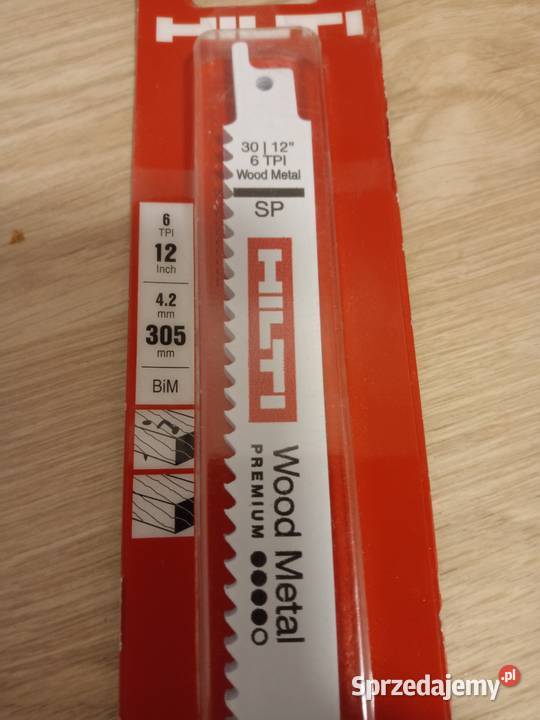 HILTI
30 | 12"
6 TPI
Wood Metal
SP
HILTI
Wood Metal
PREMIUM
6
TPI
12
Inch
4.2
mm
305
mm
BiM
Sprzedajemy.pl